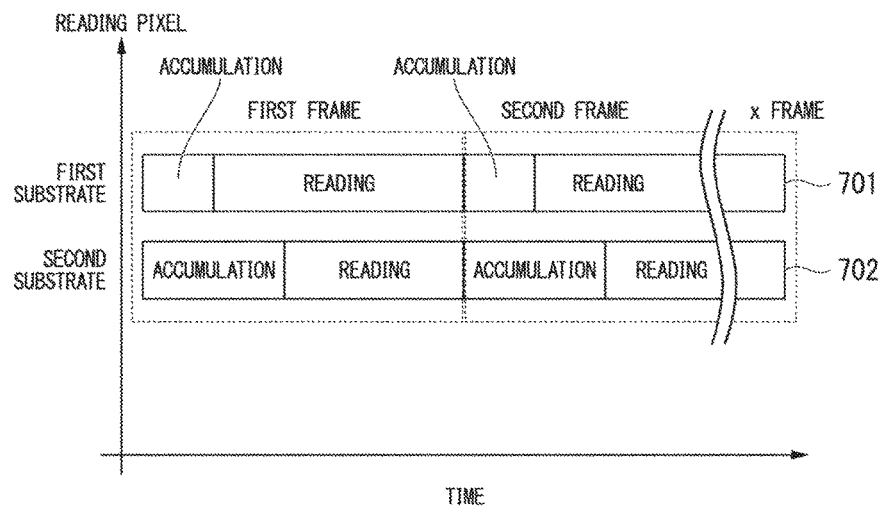 READING PIXEL
ACCUMULATION
ACCUMULATION
FIRST FRAME
SECOND FRAME
x FRAME
FIRST
SUBSTRATE
READING
READING
701
SECOND
SUBSTRATE
ACCUMULATION
READING
ACCUMULATION
READING
702
TIME